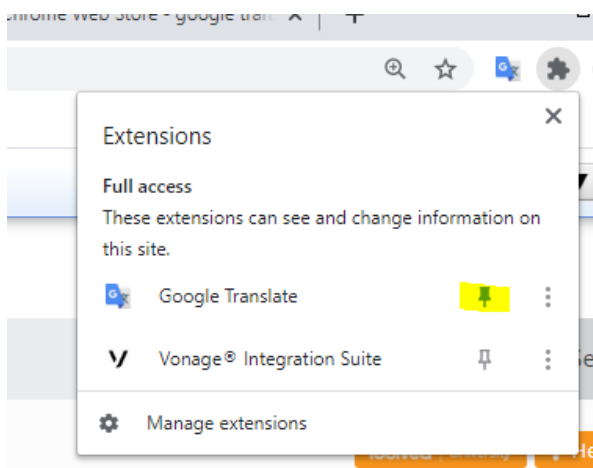 Chrome Web Store - google tran
Extensions
Full access
These extensions can see and change information on
this site.
Google Translate
Vonage® Integration Suite
Manage extensions